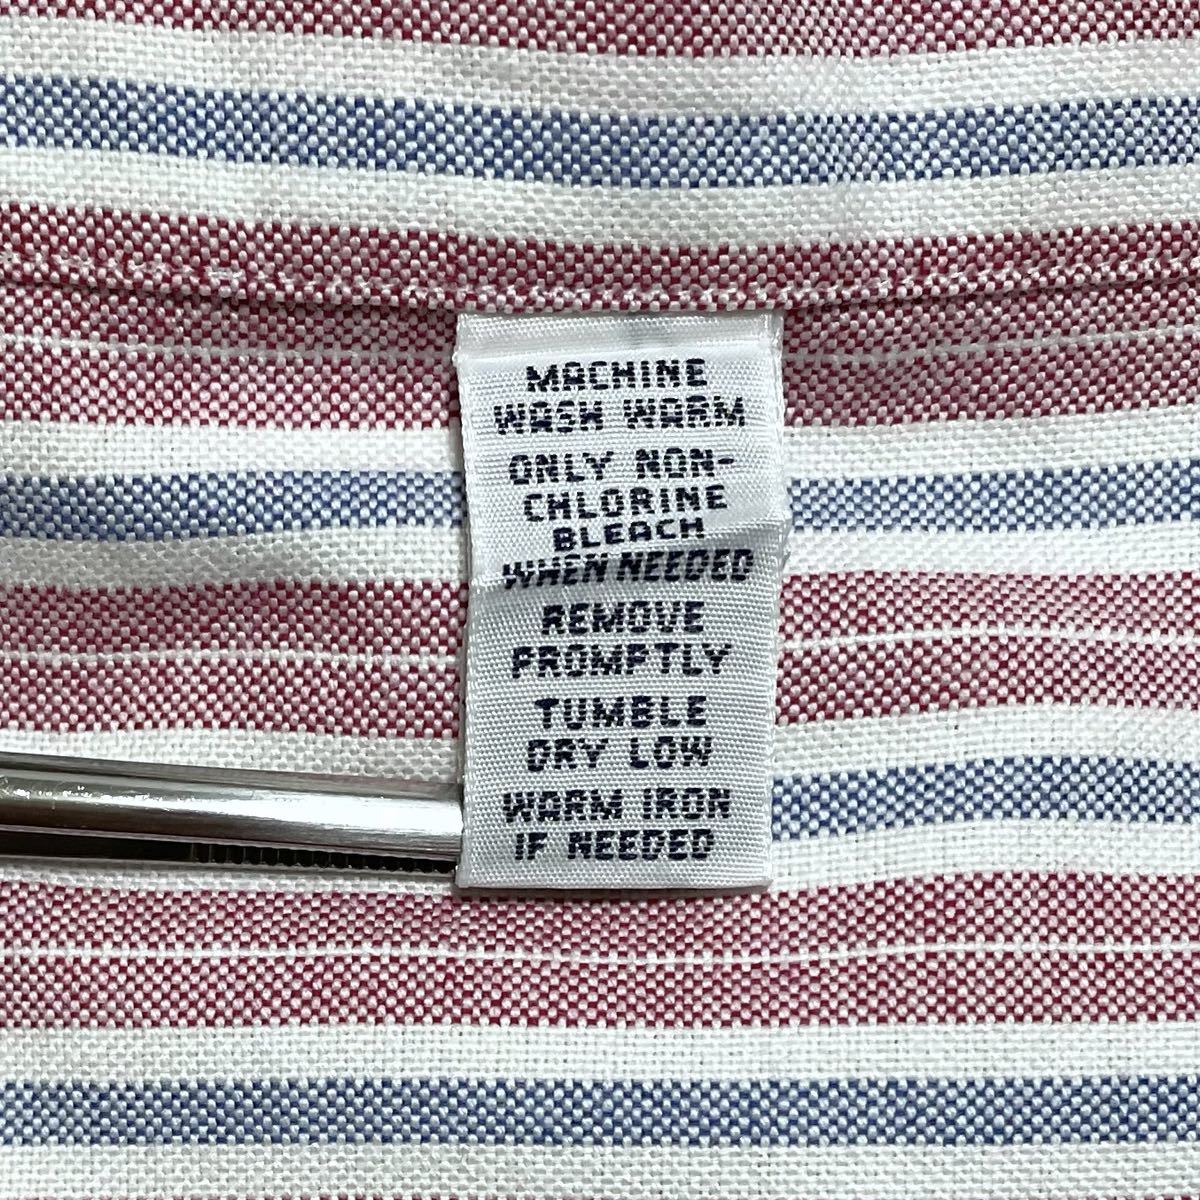 MACHINE
WASH WARM
ONLY NON-
CHLORINE
BLEACH
WHEN NEEDED
REMOVE
PROMPTLY
TUMBLE
DRY LOW
WARM IRON
IF NEEDED